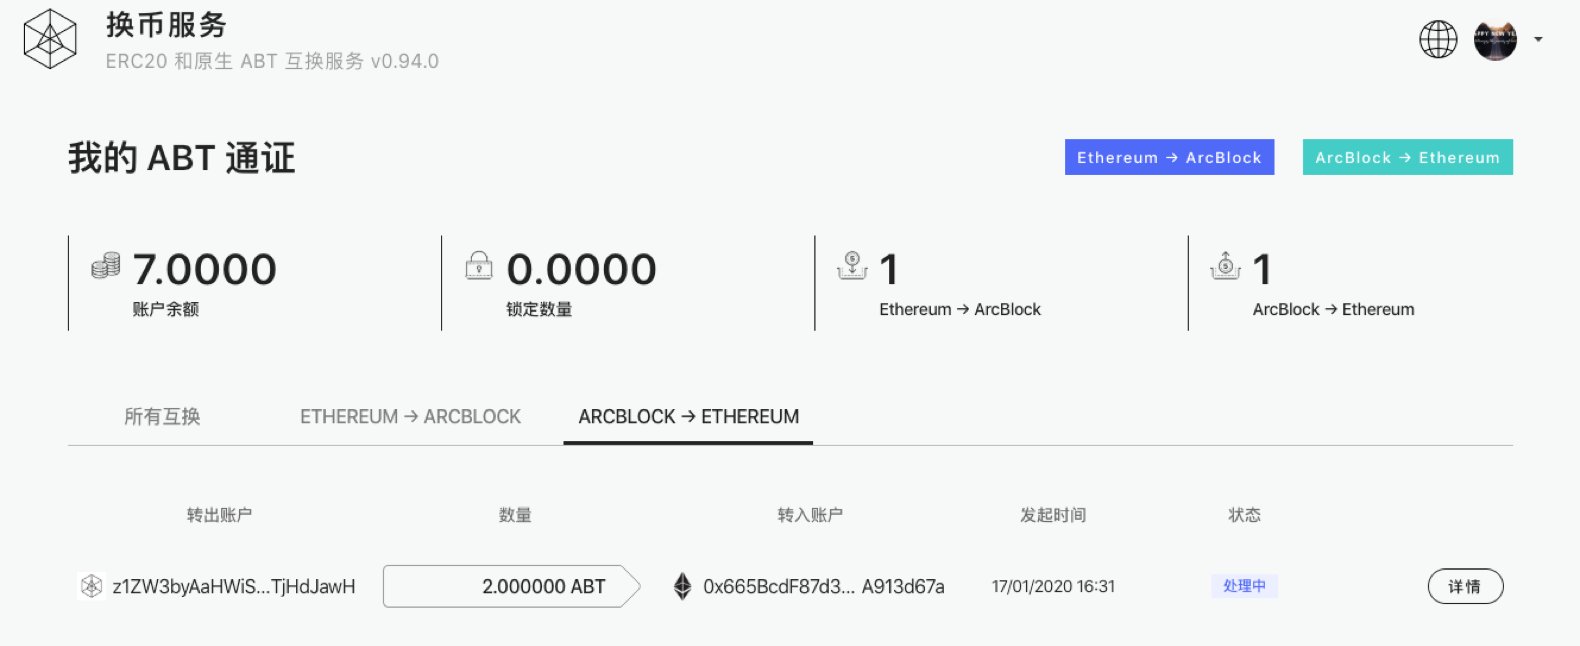 换币服务
ERC20 和原生 ABT 互换服务 v0.94.0
我的 ABT 通证
Ethereum → ArcBlock
ArcBlock → Ethereum
7.0000
账户余额
0.0000
锁定数量
1
Ethereum → ArcBlock
1
ArcBlock → Ethereum
所有互换 ETHEREUM → ARCBLOCK ARCBLOCK → ETHEREUM
转出账户 数量 转入账户 发起时间 状态
z1ZW3byAaHWiS...TjHdJawH 2.000000 ABT 0x665BcdF87d3... A913d67a 17/01/2020 16:31 处理中 详情